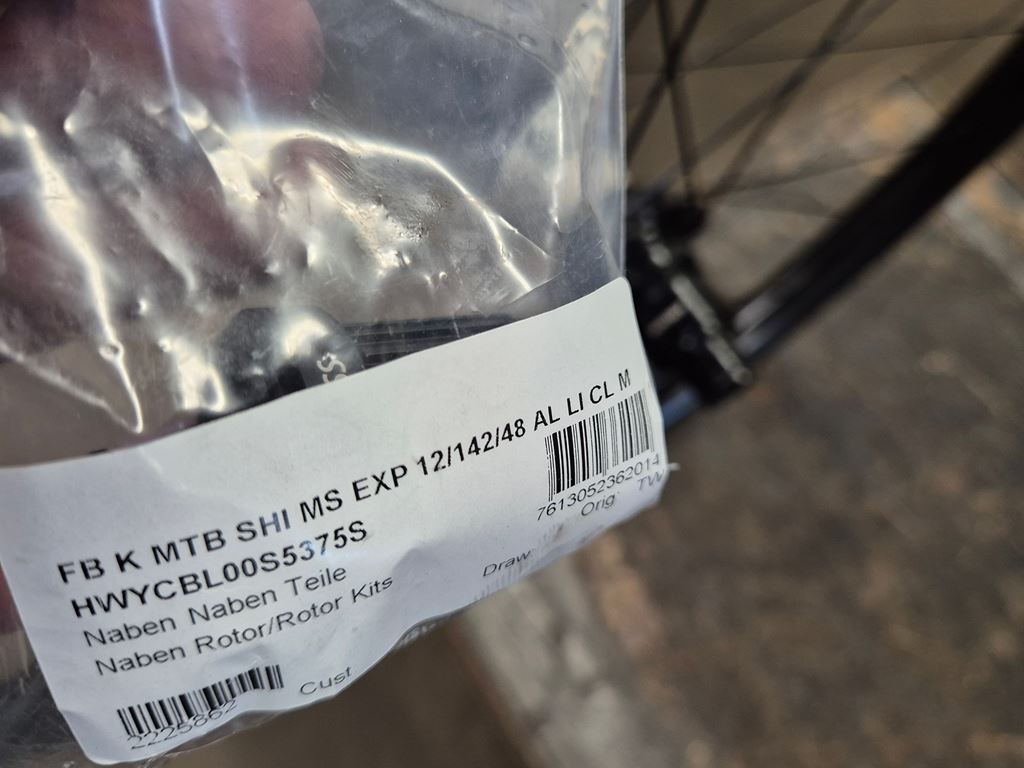 SS
FB K MTB SHI MS EXP 12/142/48 AL LI CL M
HWYCBL00S5375S
7613052362014
Naben Naben Teile
Orig TW
Naben Rotor/Rotor Kits
Draw
2225862
Cust